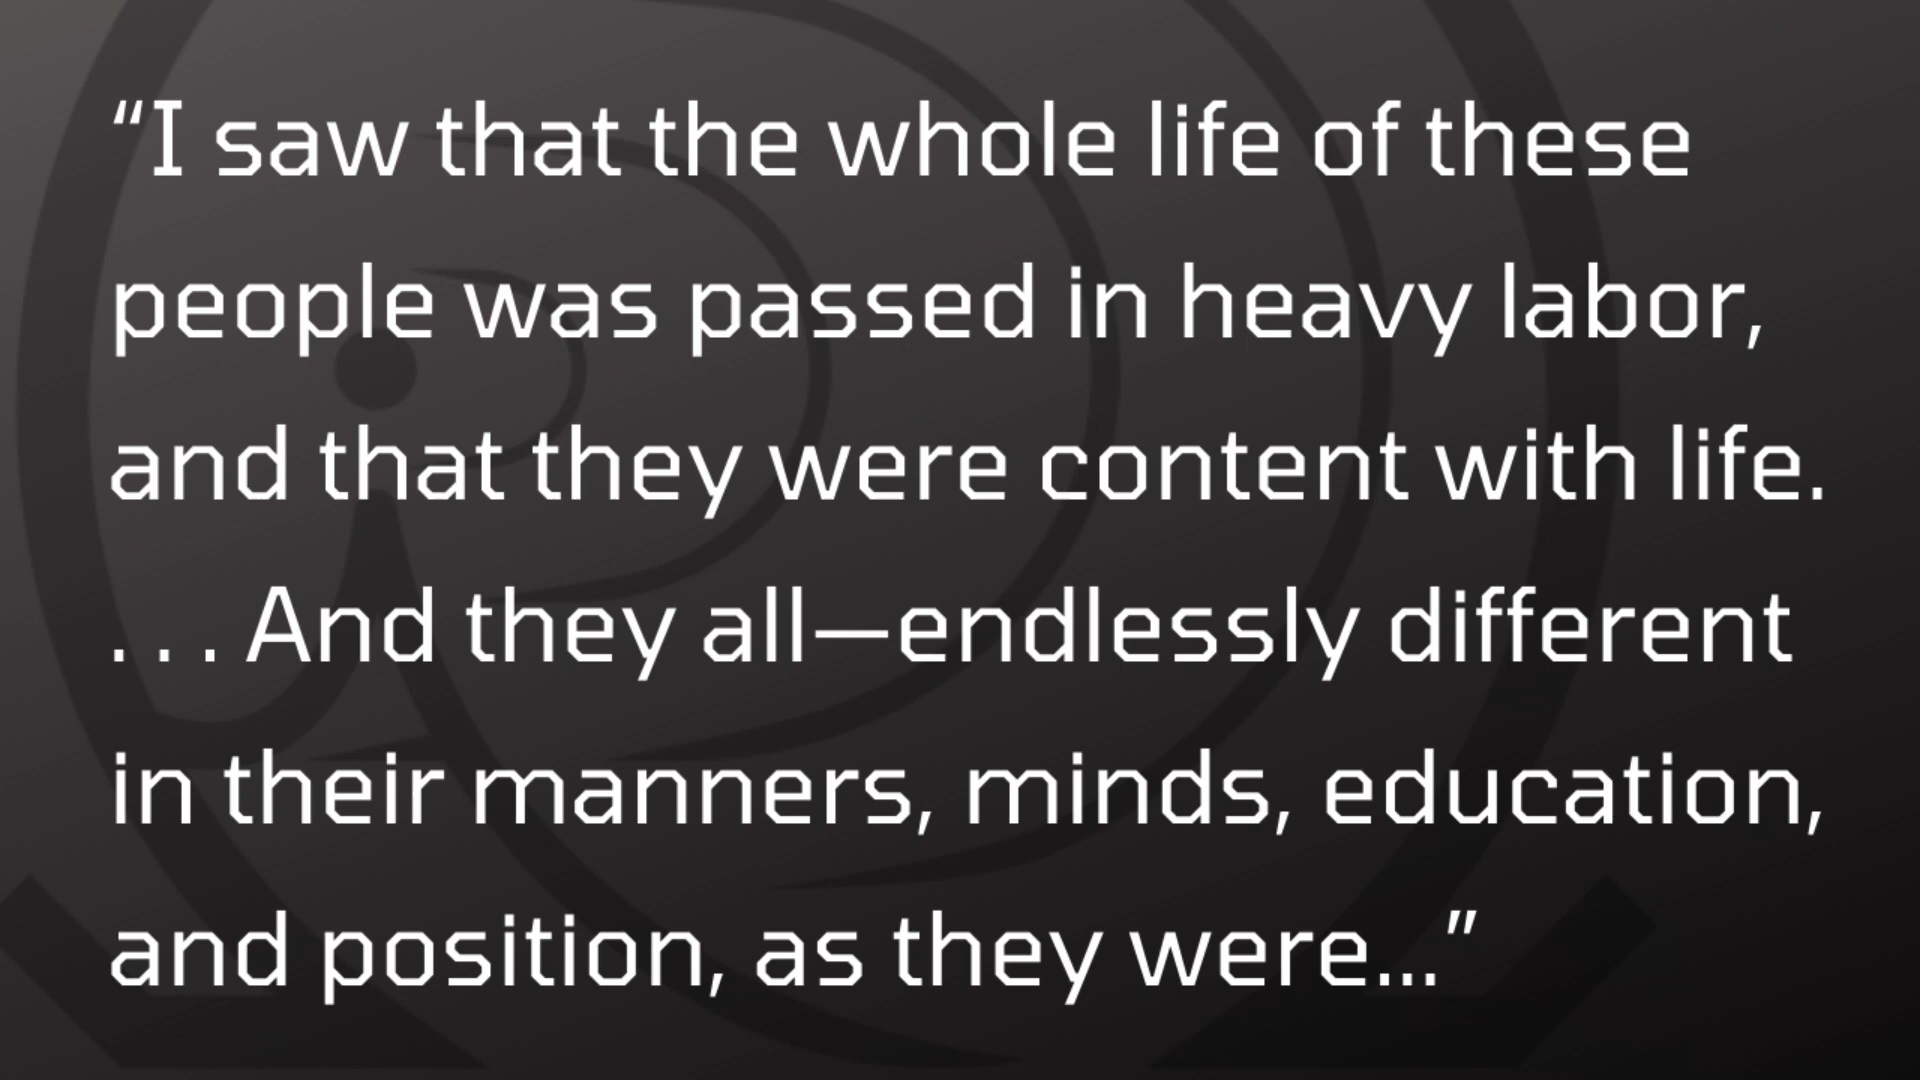 “I saw that the whole life of these
people was passed in heavy labor,
and that they were content with life.
. . . And they all—endlessly different
in their manners, minds, education,
and position, as they were...”